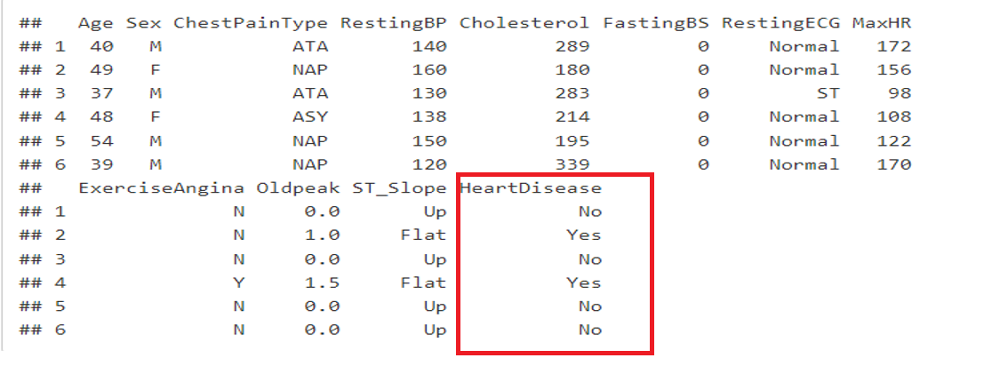 ##   Age Sex ChestPainType RestingBP Cholesterol FastingBS RestingECG MaxHR
## 1  40   M           ATA       140         289         0     Normal   172
## 2  49   F           NAP       160         180         0     Normal   156
## 3  37   M           ATA       130         283         0         ST    98
## 4  48   F           ASY       138         214         0     Normal   108
## 5  54   M           NAP       150         195         0     Normal   122
## 6  39   M           NAP       120         339         0     Normal   170
##   ExerciseAngina Oldpeak ST_Slope HeartDisease
## 1              N     0.0       Up           No
## 2              N     1.0     Flat          Yes
## 3              N     0.0       Up           No
## 4              Y     1.5     Flat          Yes
## 5              N     0.0       Up           No
## 6              N     0.0       Up           No